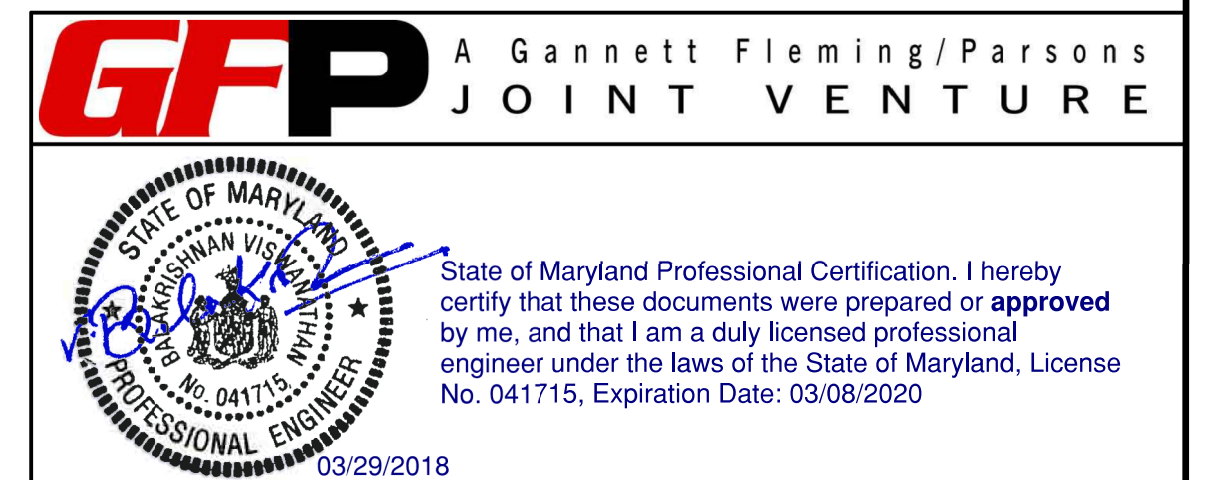 GFP
A Gannett Fleming/Parsons
JOINT VENTURE
STATE OF MARYLAND
BALAKRISHNAN VISWANATHAN
No. 041715
PROFESSIONAL ENGINEER
State of Maryland Professional Certification. I hereby
certify that these documents were prepared or approved
by me, and that I am a duly licensed professional
engineer under the laws of the State of Maryland, License
No. 041715, Expiration Date: 03/08/2020
03/29/2018